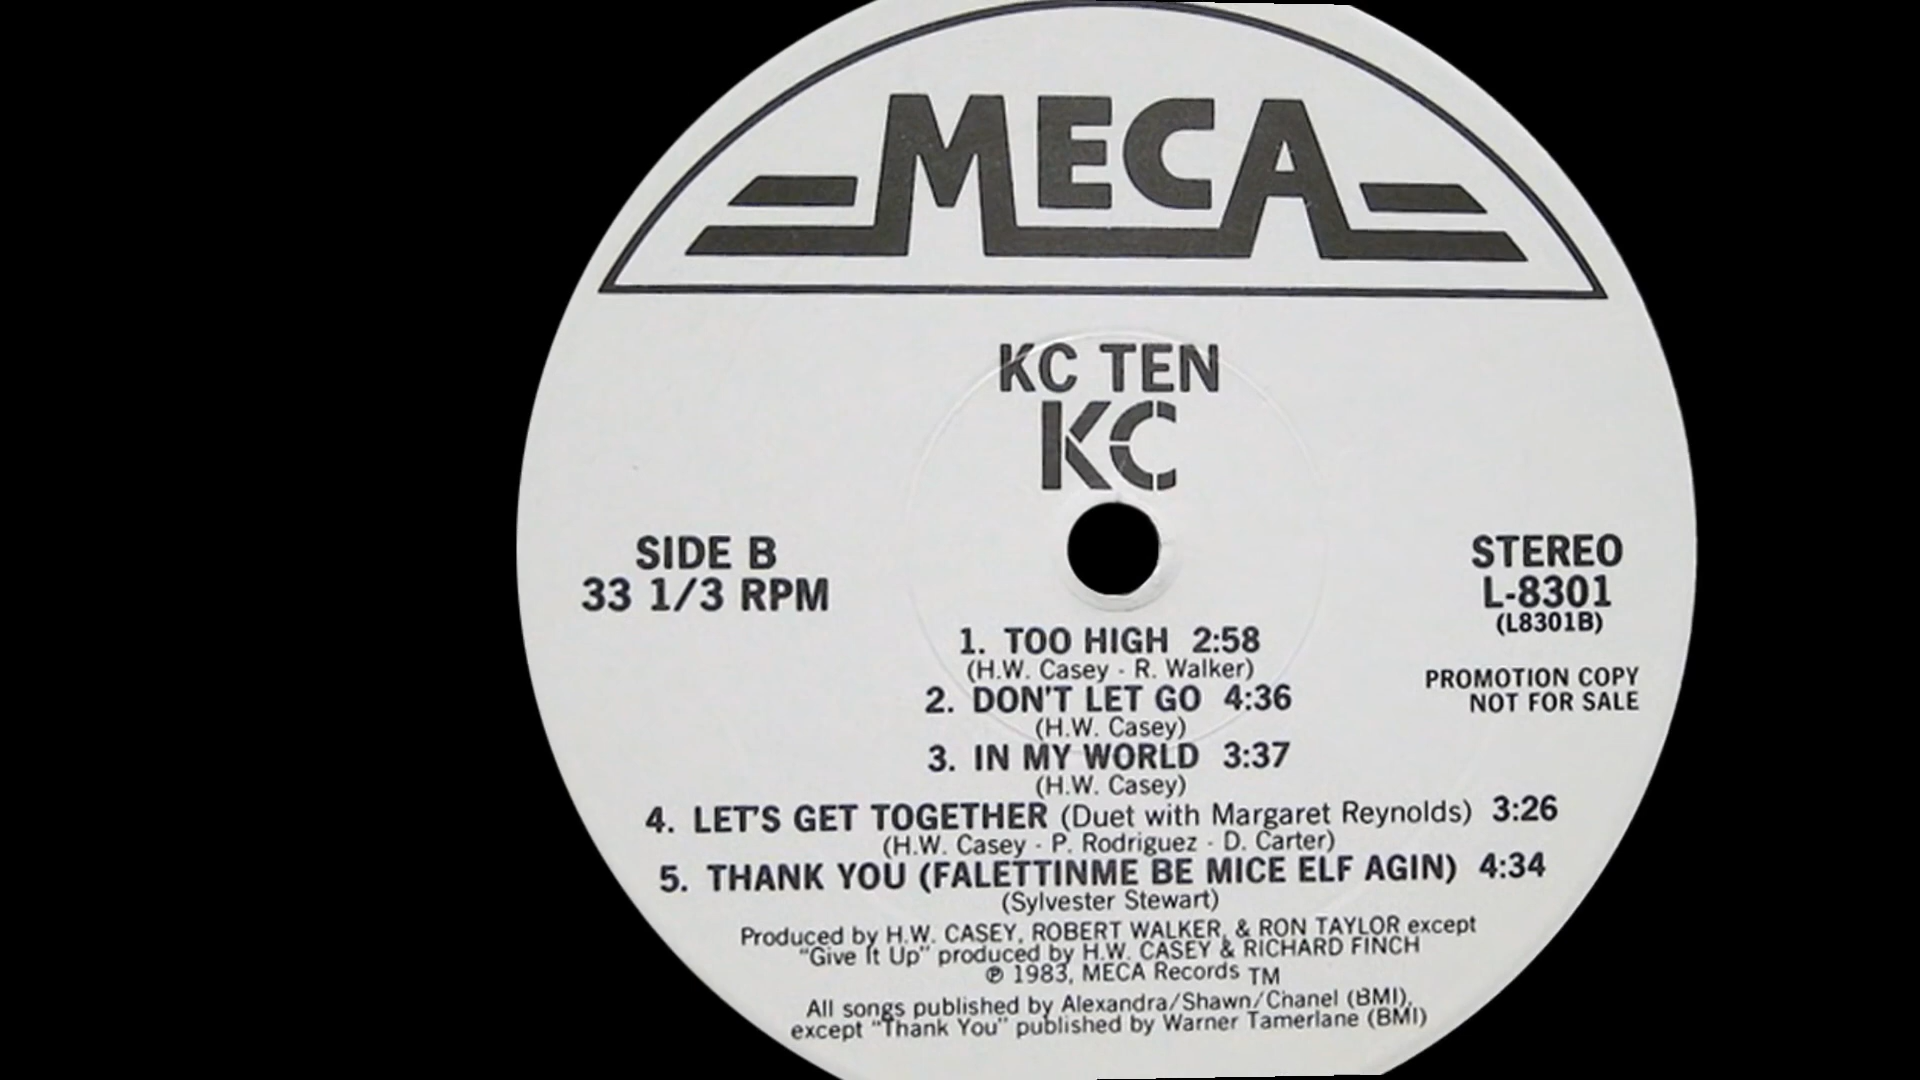 MECA
KC TEN
KC
SIDE B
33 1/3 RPM
STEREO
L-8301
(L8301B)
PROMOTION COPY
NOT FOR SALE
1. TOO HIGH 2:58
(H.W. Casey - R. Walker)
2. DON'T LET GO 4:36
(H.W. Casey)
3. IN MY WORLD 3:37
(H.W. Casey)
4. LET'S GET TOGETHER (Duet with Margaret Reynolds) 3:26
(H.W. Casey - P. Rodriguez - D. Carter)
5. THANK YOU (FALETTINME BE MICE ELF AGIN) 4:34
(Sylvester Stewart)
Produced by H.W. CASEY, ROBERT WALKER, & RON TAYLOR except
"Give It Up" produced by H.W. CASEY & RICHARD FINCH
℗ 1983, MECA Records TM
All songs published by Alexandra/Shawn/Chanel (BMI),
except "Thank You" published by Warner Tamerlane (BMI)